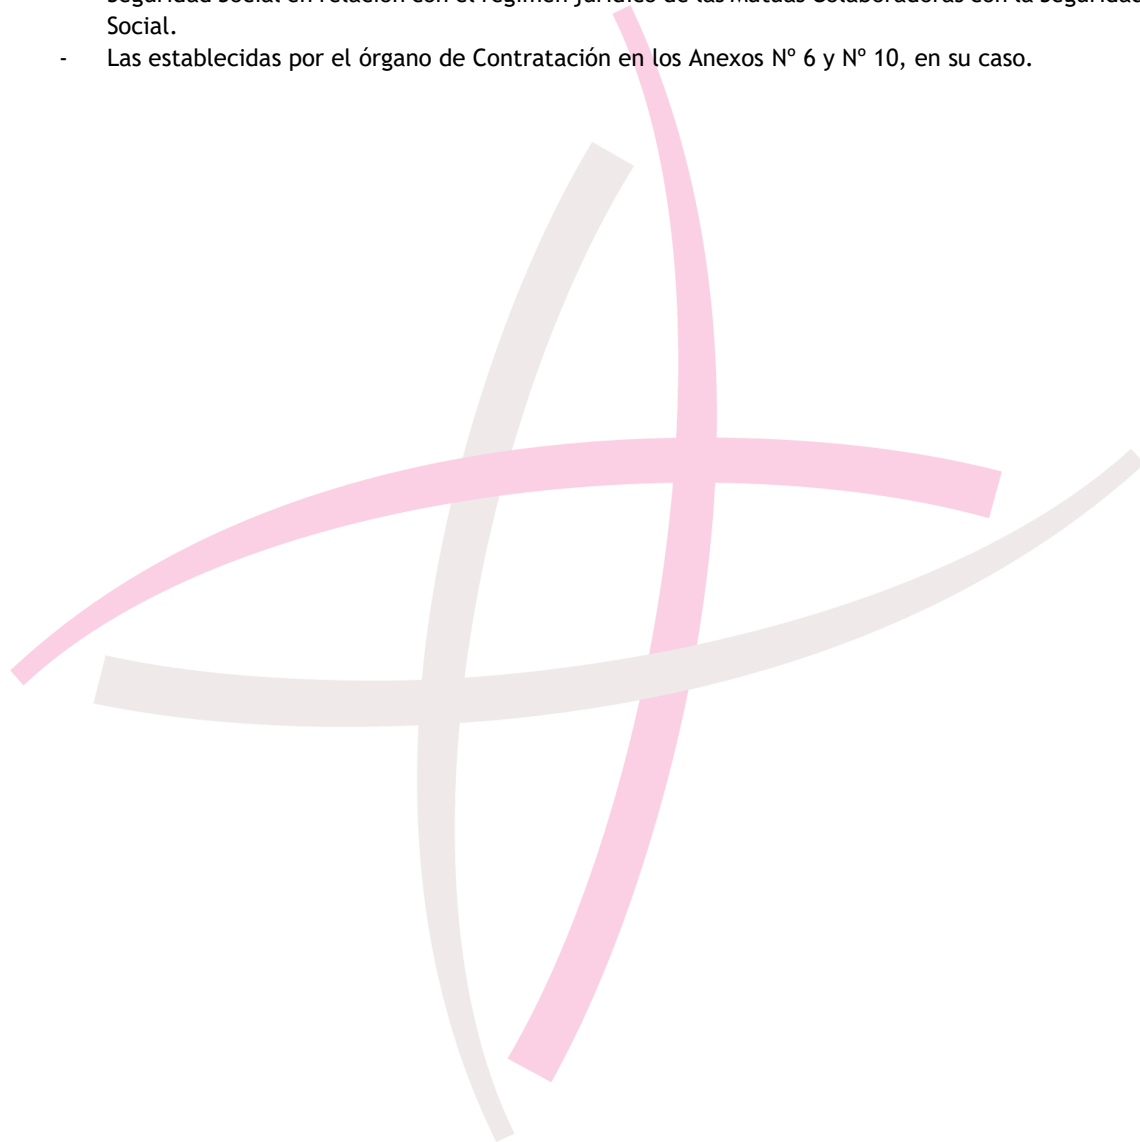 Seguridad Social en relación con el régimen jurídico de las Mutuas Colaboradoras con la Seguridad
Social.
- Las establecidas por el órgano de Contratación en los Anexos Nº 6 y Nº 10, en su caso.